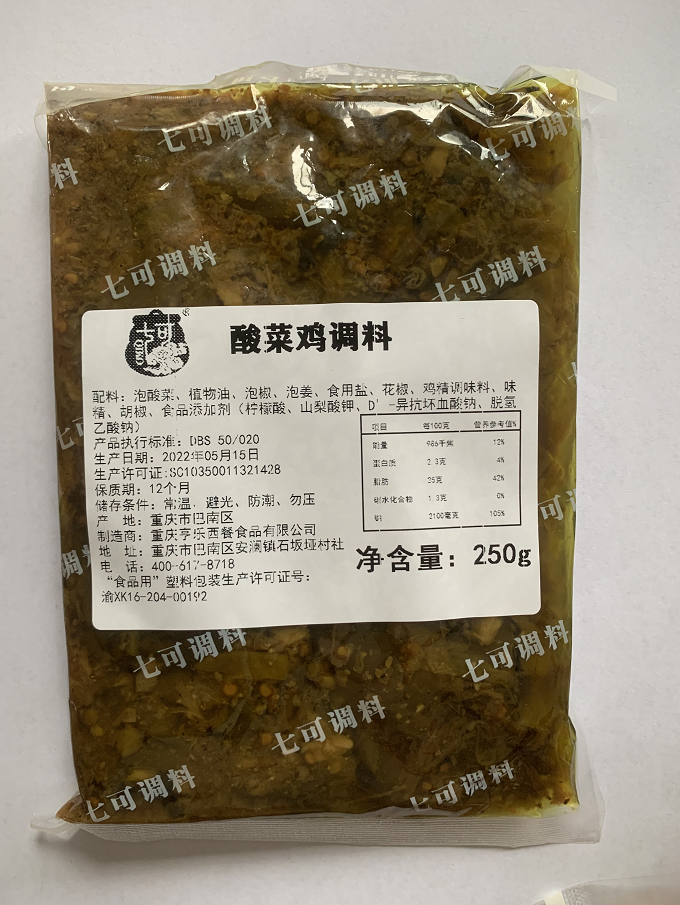 七可调料
七可调料
七可调料
七可调料
七可调料
七可
酸菜鸡调料
配料：泡酸菜、植物油、泡椒、泡姜、食用盐、花椒、鸡精调味料、味
精、胡椒、食品添加剂（柠檬酸、山梨酸钾、D'-异抗坏血酸钠、脱氢
乙酸钠）
产品执行标准：DBS 50/020
生产日期：2022年05月15日
生产许可证:SC10350011321428
保质期：12个月
储存条件：常温、避光、防潮、勿压
产 地：重庆市巴南区
制造商：重庆亨乐西餐食品有限公司
地 址：重庆市巴南区安澜镇石坂垭村社
电 话：400-617-8718
“食品用”塑料包装生产许可证号：
渝XK16-204-00192
项目 每100克 营养参考值%
能量 986千焦 12%
蛋白质 2.3克 4%
脂肪 25克 42%
碳水化合物 1.3克 0%
钠 2100毫克 105%
净含量：250g
七可调料
七可调料
七可调料
七可调料
七可调料